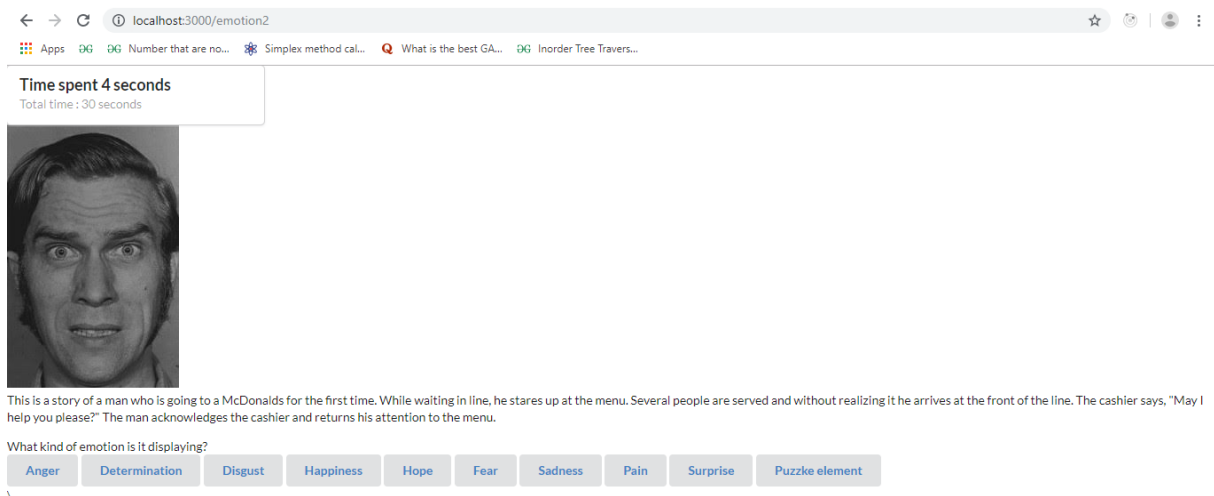 localhost:3000/emotion2
Apps Number that are no... Simplex method cal... Q What is the best GA... Inorder Tree Travers...
Time spent 4 seconds
Total time : 30 seconds
This is a story of a man who is going to a McDonalds for the first time. While waiting in line, he stares up at the menu. Several people are served and without realizing it he arrives at the front of the line. The cashier says, "May I
help you please?" The man acknowledges the cashier and returns his attention to the menu.
What kind of emotion is it displaying?
Anger Determination Disgust Happiness Hope Fear Sadness Pain Surprise Puzzke element
\